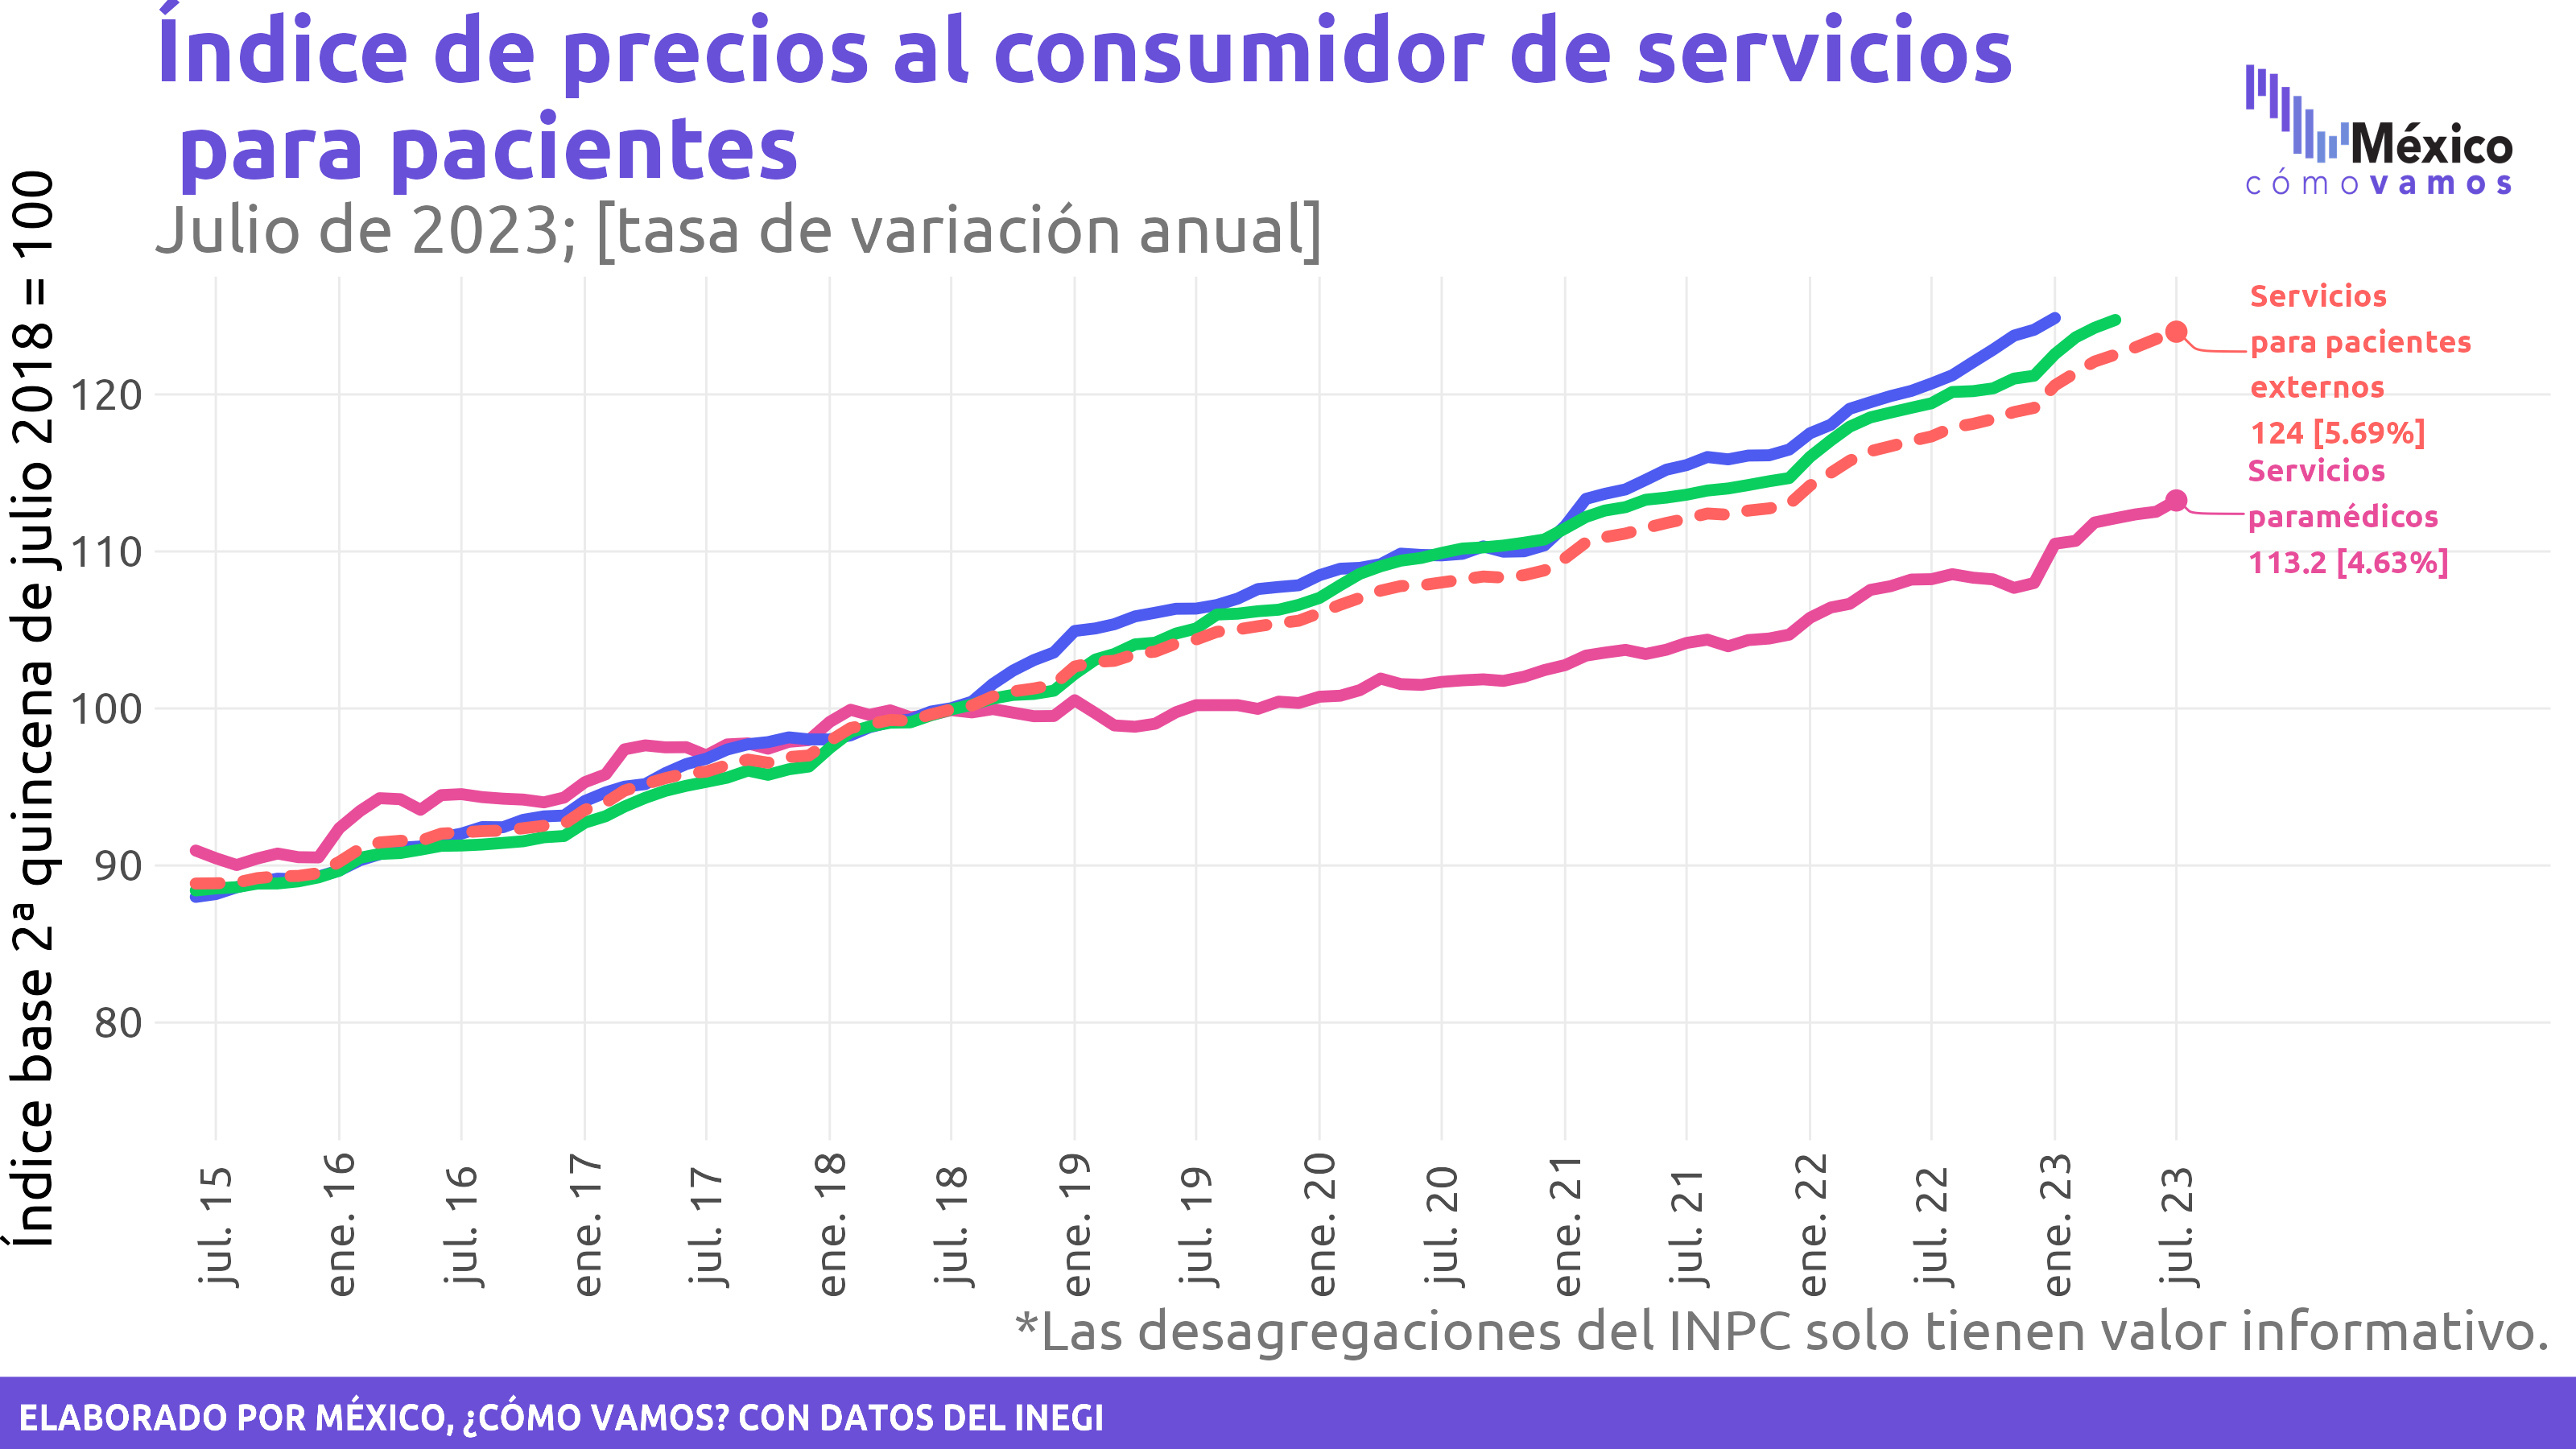 Índice de precios al consumidor de servicios
para pacientes
Julio de 2023; [tasa de variación anual]
México
cómo vamos
Índice base 2ª quincena de julio 2018 = 100
120
110
100
90
80
Servicios
para pacientes
externos
124 [5.69%]
Servicios
paramédicos
113.2 [4.63%]
jul. 15
ene. 16
jul. 16
ene. 17
jul. 17
ene. 18
jul. 18
ene. 19
jul. 19
ene. 20
jul. 20
ene. 21
jul. 21
ene. 22
jul. 22
ene. 23
jul. 23
*Las desagregaciones del INPC solo tienen valor informativo.
ELABORADO POR MÉXICO, ¿CÓMO VAMOS? CON DATOS DEL INEGI